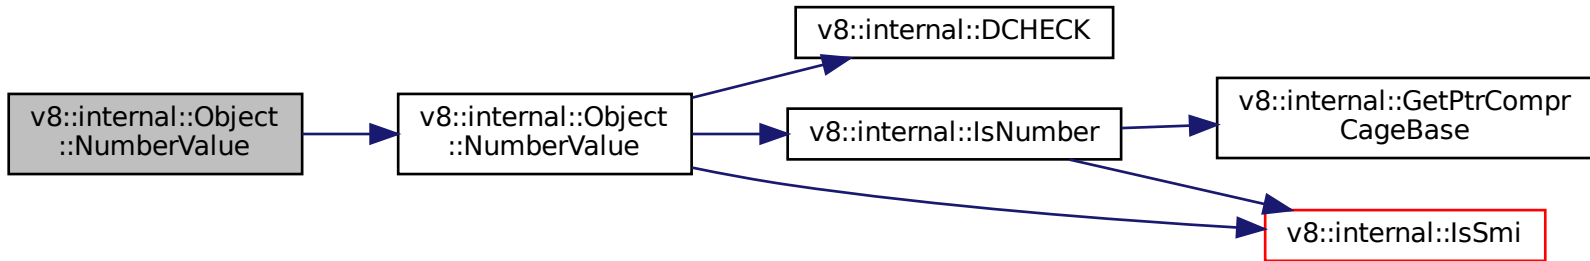 v8::internal::Object
::NumberValue
v8::internal::Object
::NumberValue
v8::internal::DCHECK
v8::internal::IsNumber
v8::internal::GetPtrCompr
CageBase
v8::internal::IsSmi